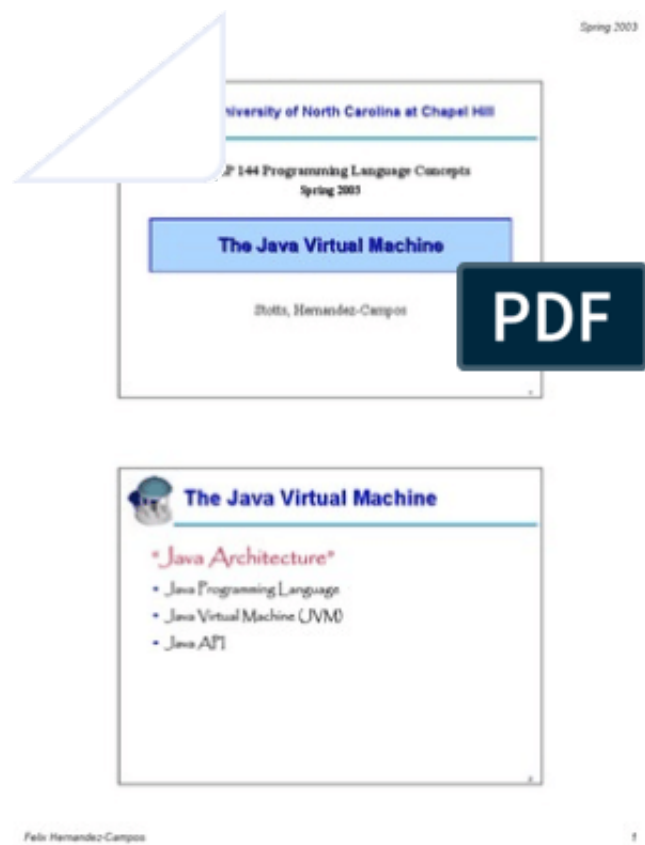 Spring 2003
niversity of North Carolina at Chapel Hill
P 144 Programming Language Concepts
Spring 2003
The Java Virtual Machine
Stotts, Hernandez-Campos
PDF
The Java Virtual Machine
"Java Architecture"
• Java Programming Language
• Java Virtual Machine (JVM)
• Java API
2
Felix Hernandez-Campos
1